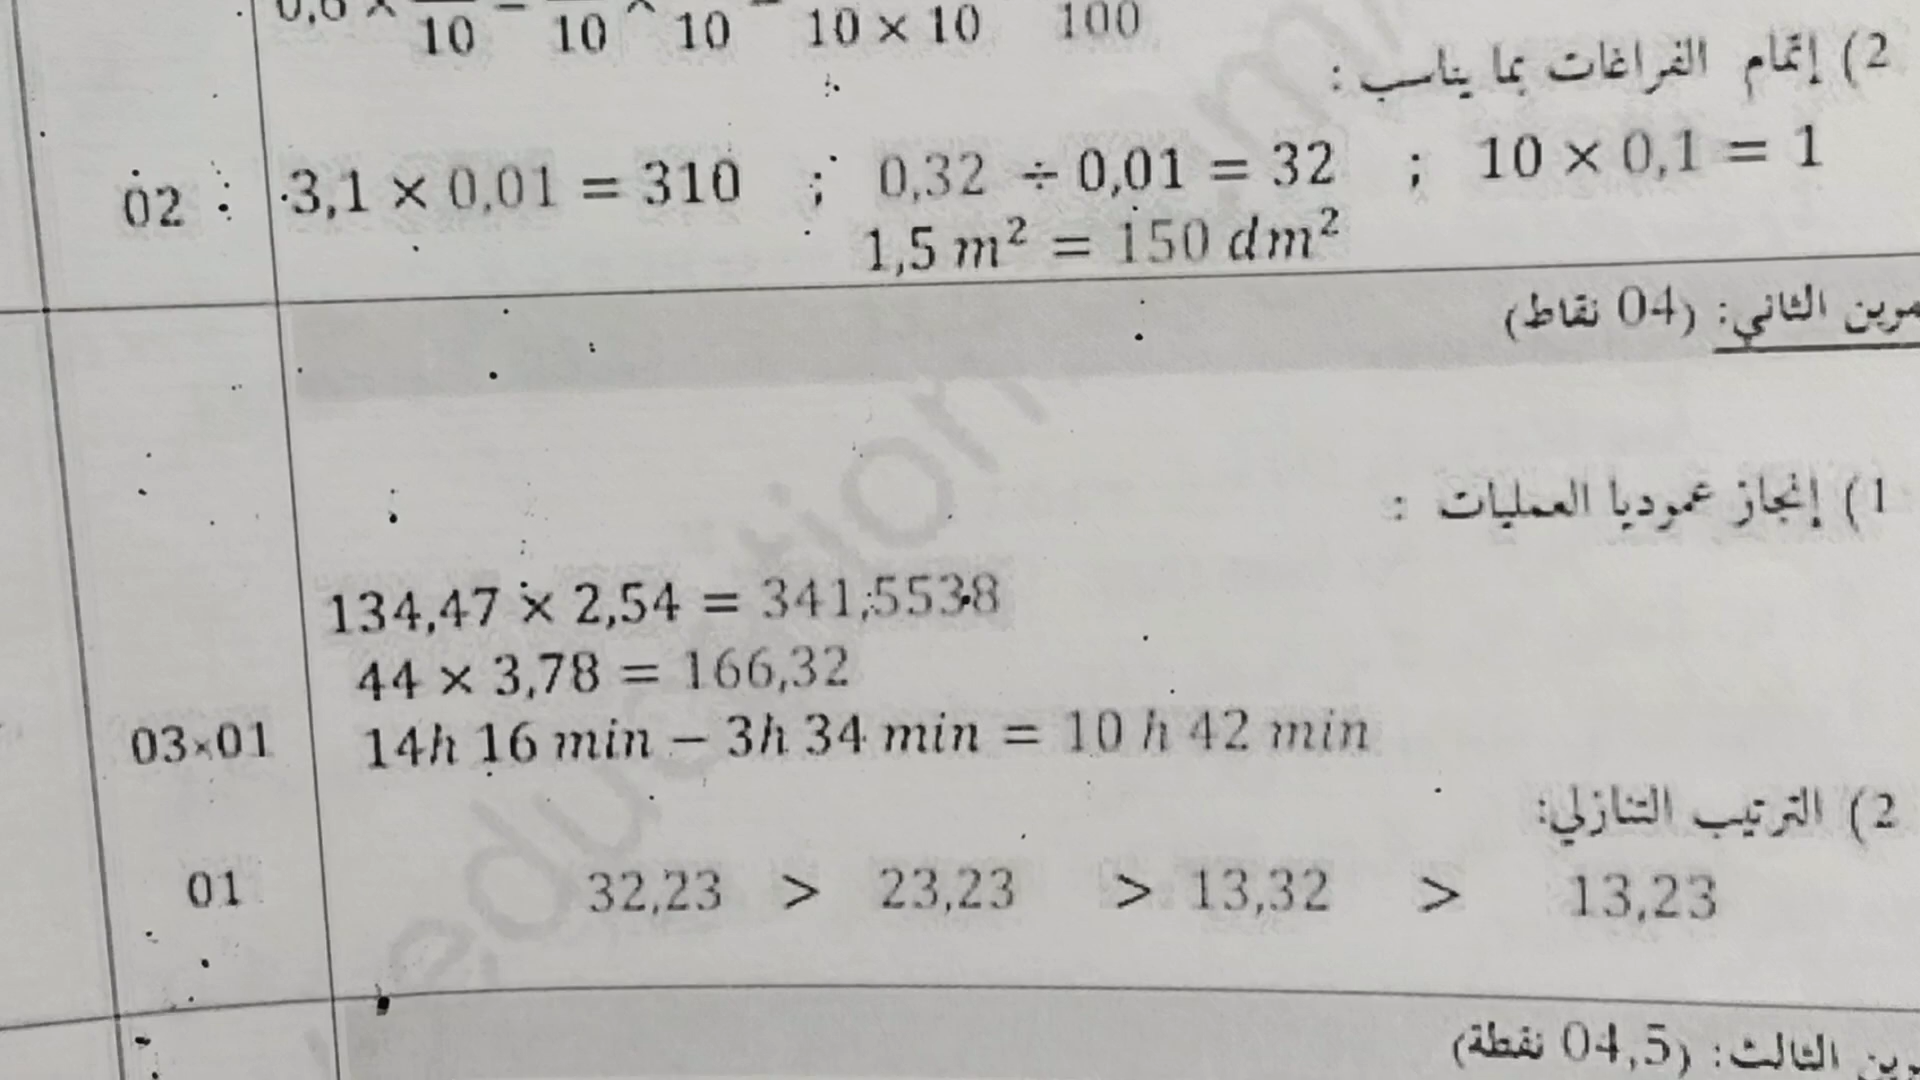 10 10 10 10 × 10 100
2) إتمام الفراغات بما يناسب :
02 3,1 × 0,01 = 310 ; 0,32 ÷ 0,01 = 32 ; 10 × 0,1 = 1
1,5 m² = 150 dm²
الثاني: (04 نقاط)
1) إنجاز عموديا العمليات :
134,47 × 2,54 = 341,5538
44 × 3,78 = 166,32
03×01 14h 16 min − 3h 34 min = 10 h 42 min
2) الترتيب التنازلي:
01 32,23 > 23,23 > 13,32 > 13,23
الثالث: (04,5 نقطة)
education